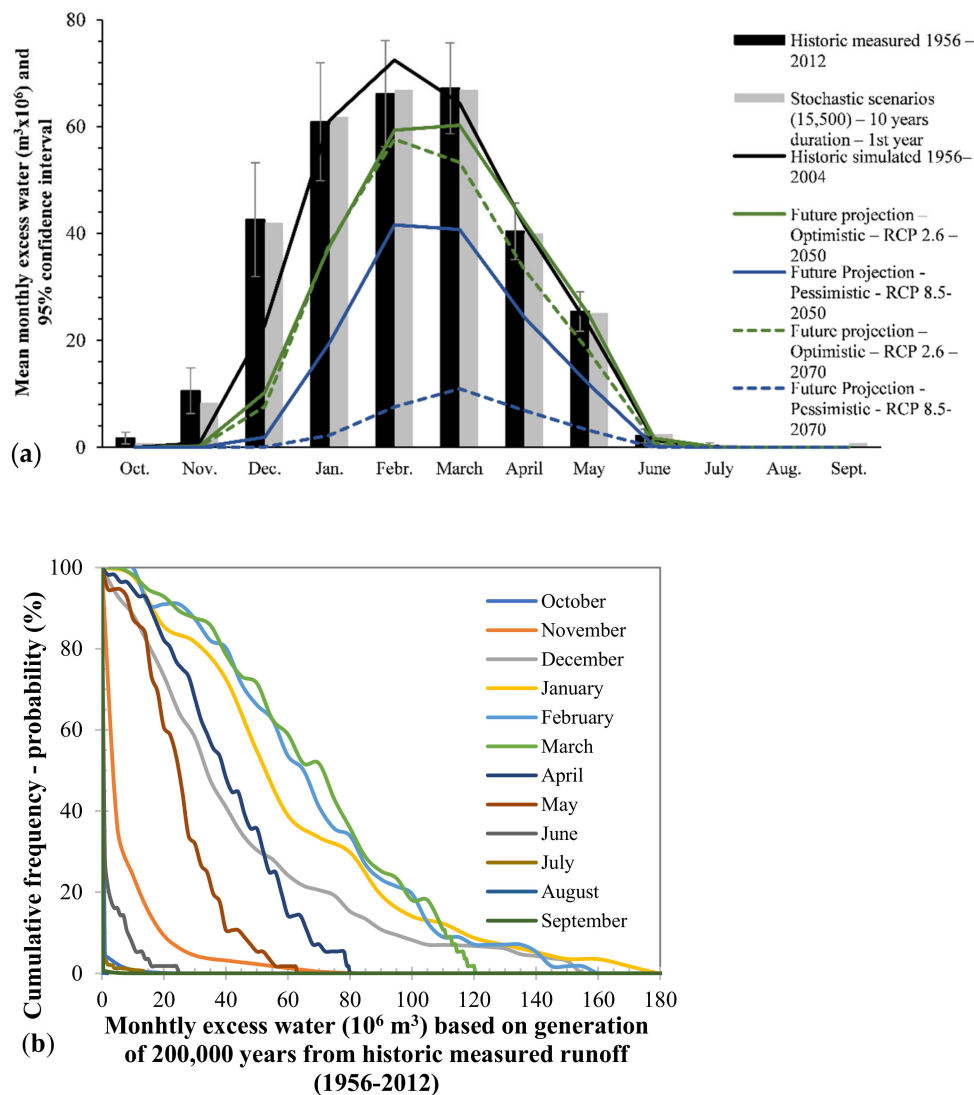 80
60
40
20
0
Mean monthly excess water (m³x10⁶) and
95% confidence interval
Oct.
Nov.
Dec.
Jan.
Febr.
March
April
May
June
July
Aug.
Sept.
Historic measured 1956 –
2012
Stochastic scenarios
(15,500) – 10 years
duration – 1st year
Historic simulated 1956–
2004
Future projection –
Optimistic – RCP 2.6 –
2050
Future Projection -
Pessimistic - RCP 8.5-
2050
Future projection –
Optimistic – RCP 2.6 –
2070
Future Projection -
Pessimistic - RCP 8.5-
2070
(a)
100
80
60
40
20
0
Cumulative frequency - probability (%)
October
November
December
January
February
March
April
May
June
July
August
September
0
20
40
60
80
100
120
140
160
180
Monhtly excess water (10⁶ m³) based on generation
of 200,000 years from historic measured runoff
(1956-2012)
(b)